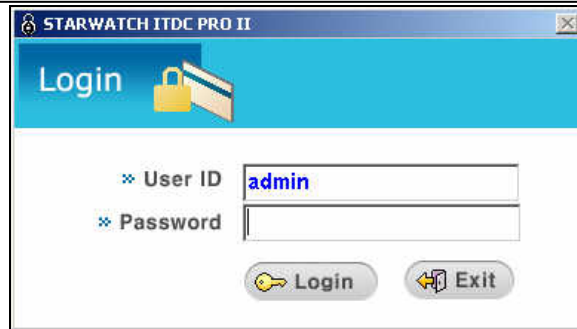 STARWATCH ITDC PRO II
Login
» User ID admin
» Password
Login Exit